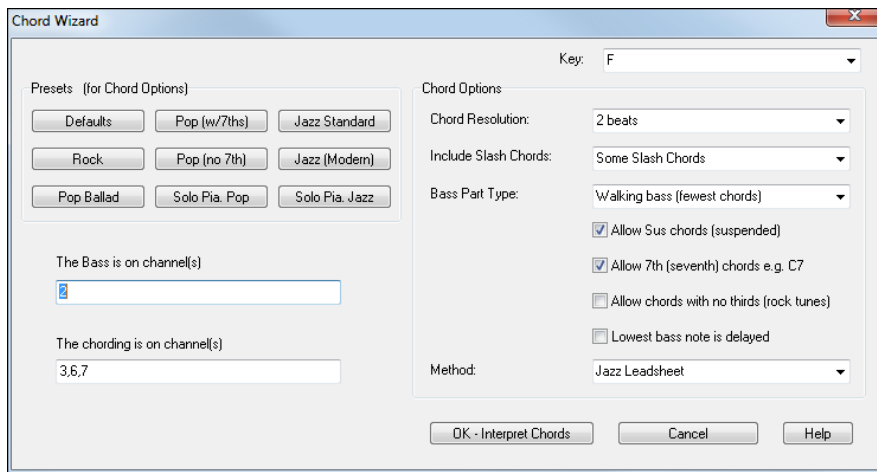 Chord Wizard
Key: F
Presets (for Chord Options)
Defaults Pop (w/7ths) Jazz Standard
Rock Pop (no 7th) Jazz (Modern)
Pop Ballad Solo Pia. Pop Solo Pia. Jazz
The Bass is on channel(s)
2
The chording is on channel(s)
3,6,7
Chord Options
Chord Resolution: 2 beats
Include Slash Chords: Some Slash Chords
Bass Part Type: Walking bass (fewest chords)
Allow Sus chords (suspended)
Allow 7th (seventh) chords e.g. C7
Allow chords with no thirds (rock tunes)
Lowest bass note is delayed
Method: Jazz Leadsheet
OK - Interpret Chords Cancel Help